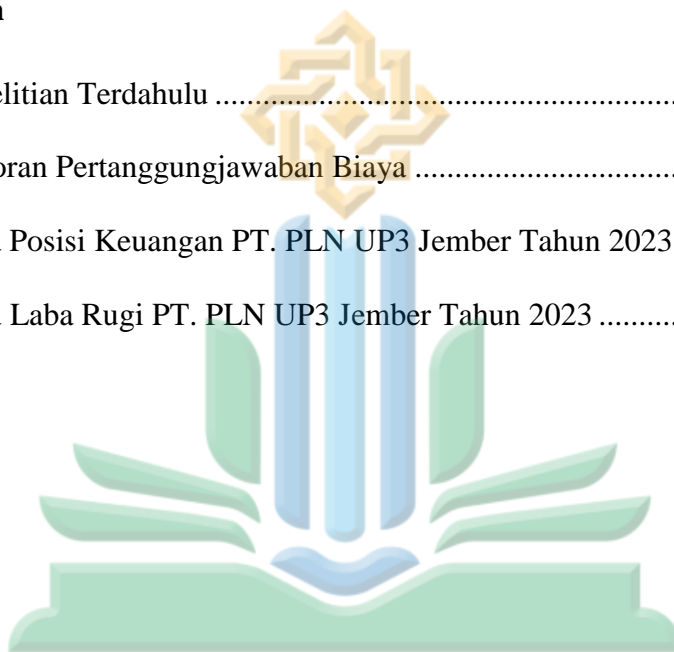 elitian Terdahulu ...............................................................
oran Pertanggungjawaban Biaya ....................................
Posisi Keuangan PT. PLN UP3 Jember Tahun 2023
Laba Rugi PT. PLN UP3 Jember Tahun 2023 ..........